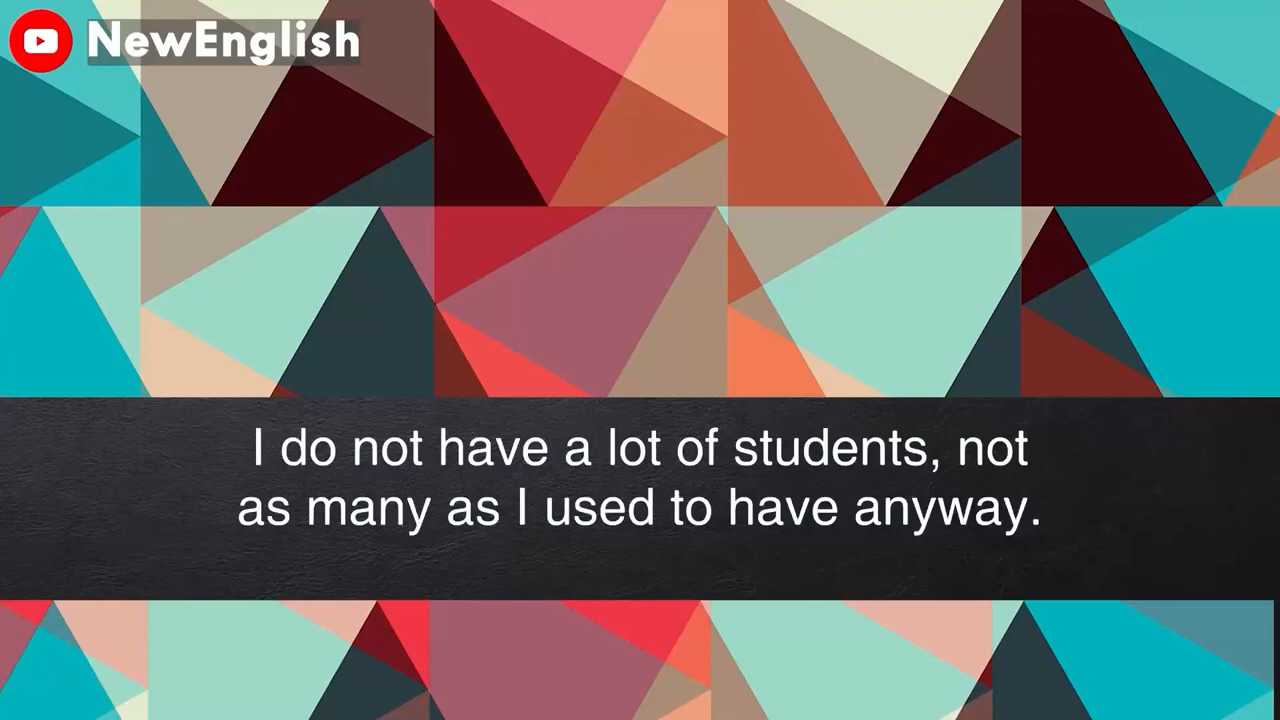 NewEnglish
I do not have a lot of students, not
as many as I used to have anyway.